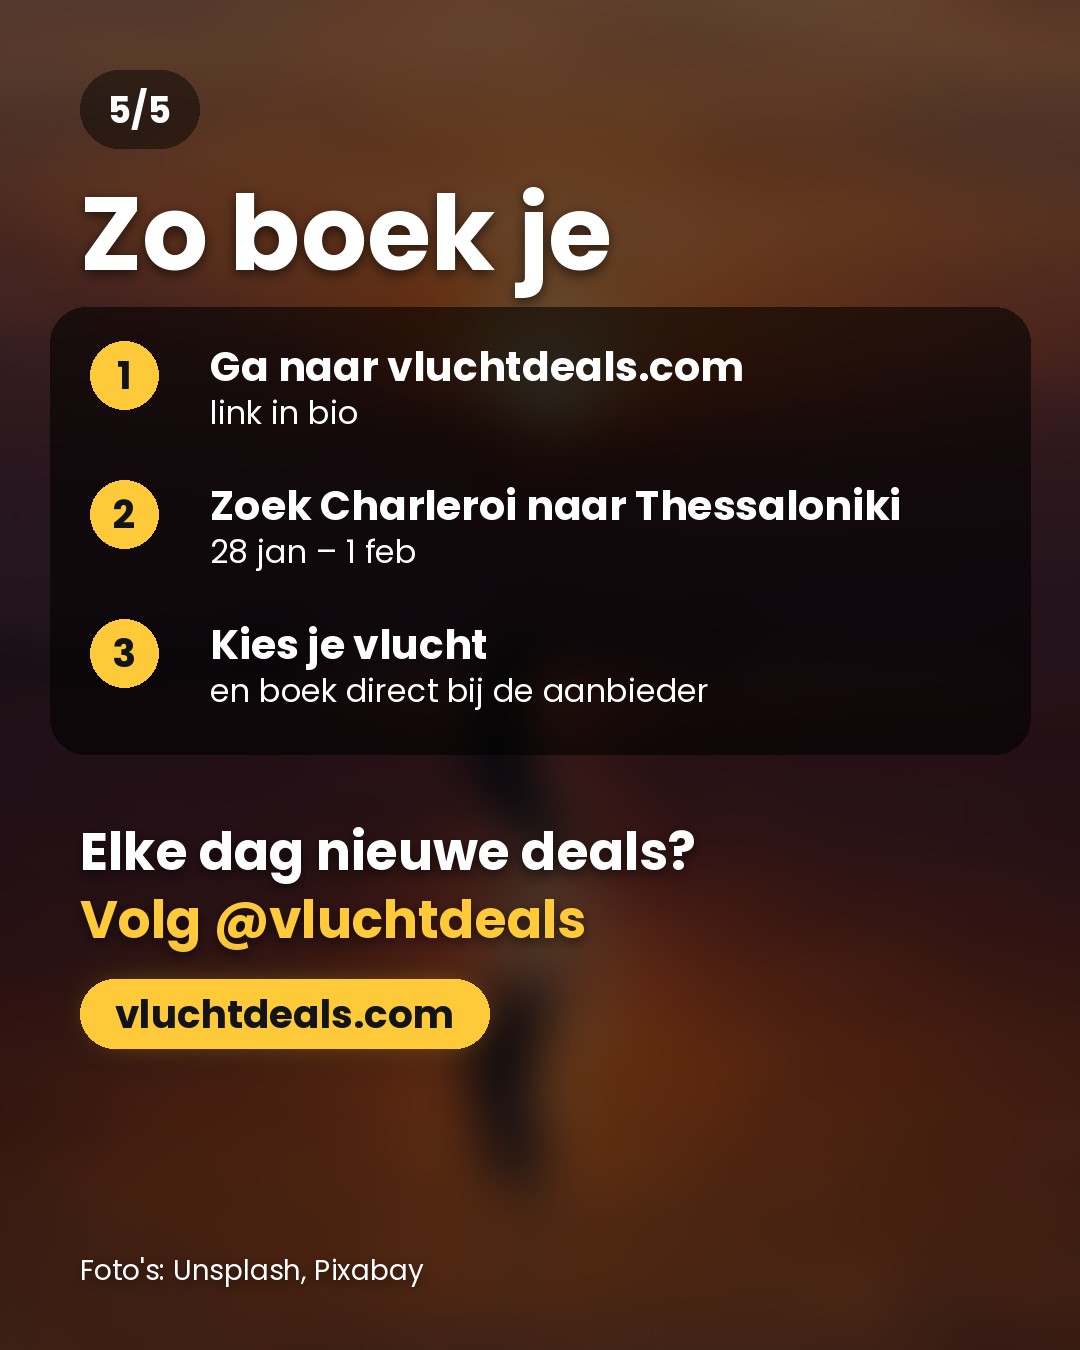 5/5
Zo boek je
1
Ga naar vluchtdeals.com
link in bio
2
Zoek Charleroi naar Thessaloniki
28 jan – 1 feb
3
Kies je vlucht
en boek direct bij de aanbieder
Elke dag nieuwe deals?
Volg @vluchtdeals
vluchtdeals.com
Foto's: Unsplash, Pixabay